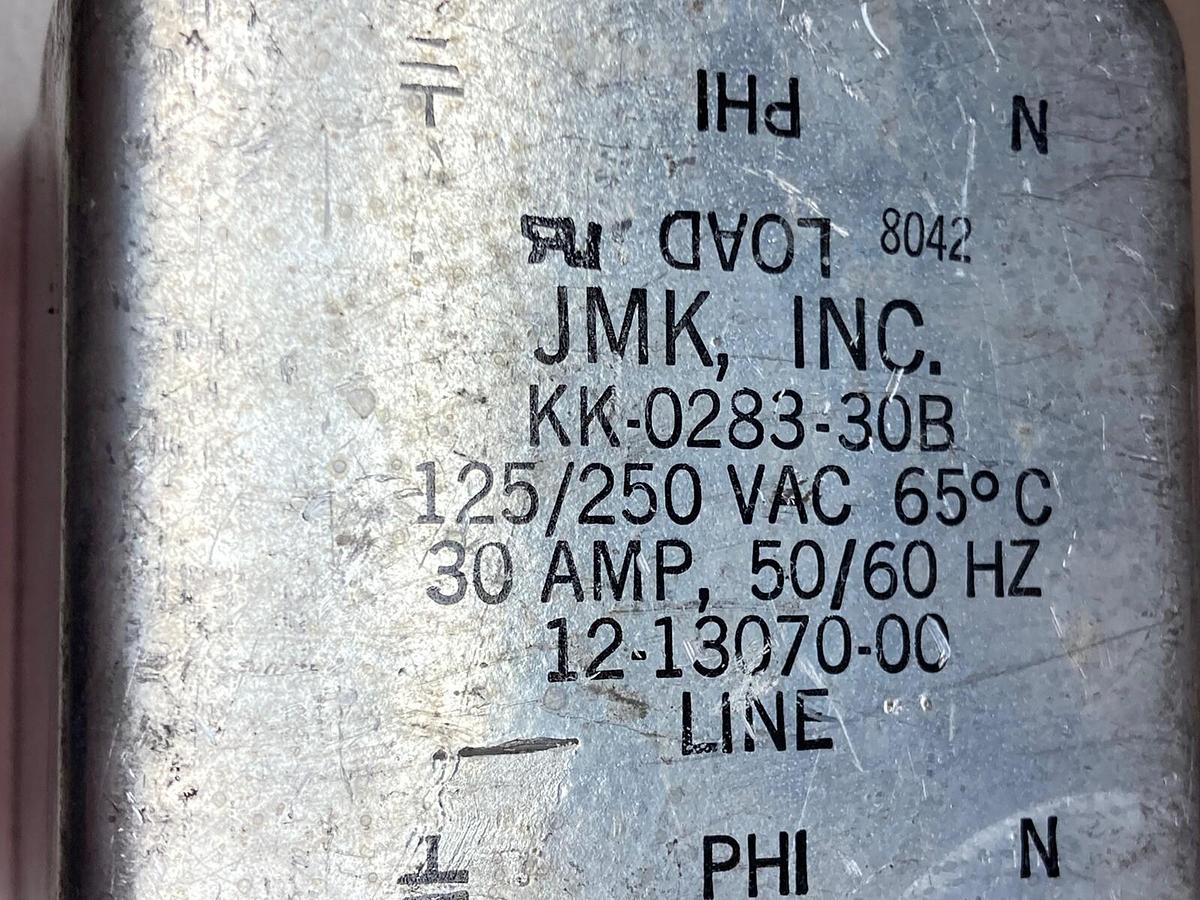 PHI N
LOAD 8042
JMK, INC.
KK-0283-30B
125/250 VAC 65°C
30 AMP, 50/60 HZ
12-13070-00
LINE
PHI N